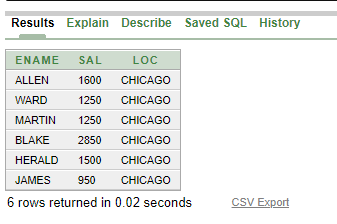 Results Explain Describe Saved SQL History
ENAME SAL LOC
ALLEN 1600 CHICAGO
WARD 1250 CHICAGO
MARTIN 1250 CHICAGO
BLAKE 2850 CHICAGO
HERALD 1500 CHICAGO
JAMES 950 CHICAGO
6 rows returned in 0.02 seconds CSV Export